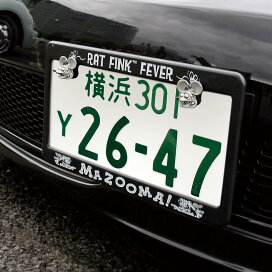 RAT FINK™ FEVER
横浜 301
Y 26-47
MAZOOMA!